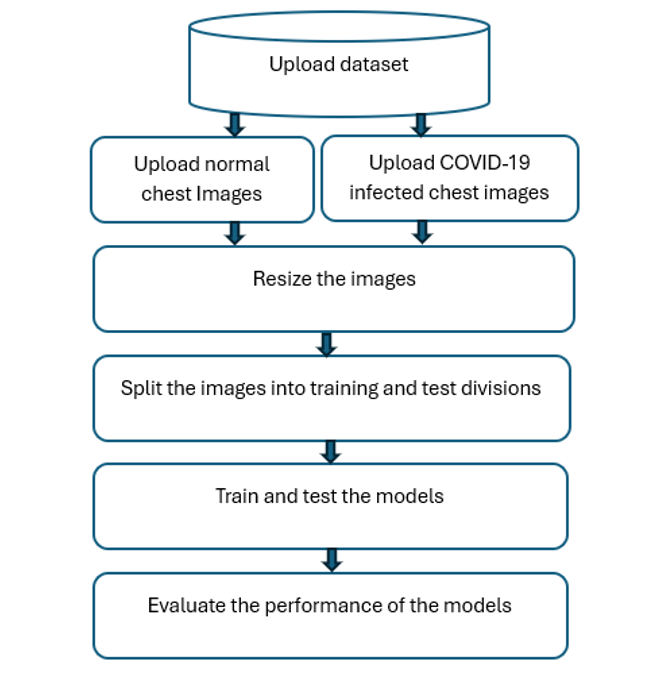 Upload dataset
Upload normal
chest Images
Upload COVID-19
infected chest images
Resize the images
Split the images into training and test divisions
Train and test the models
Evaluate the performance of the models